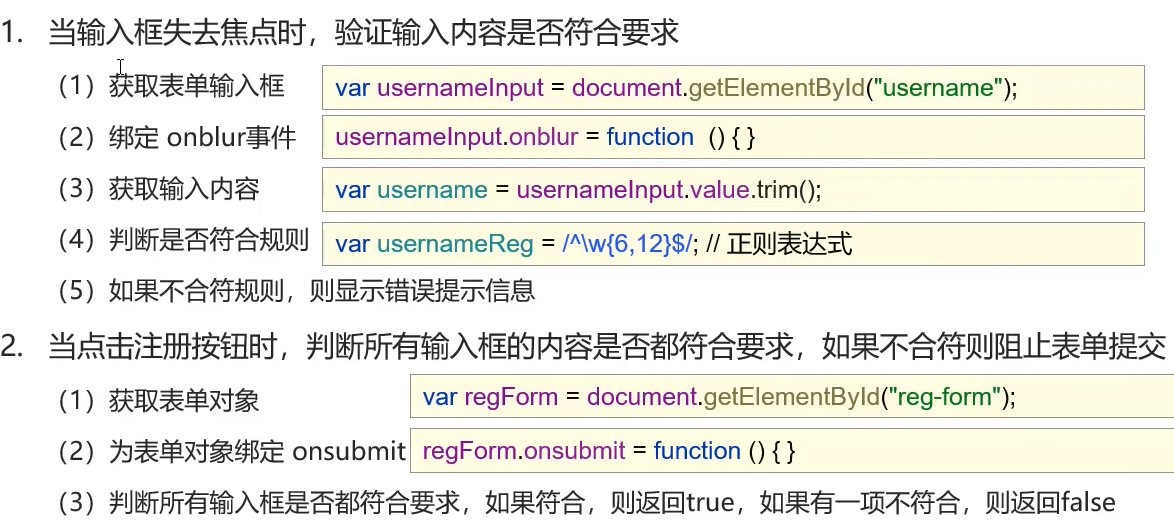 1. 当输入框失去焦点时，验证输入内容是否符合要求
（1）获取表单输入框 var usernameInput = document.getElementById("username");
（2）绑定 onblur事件 usernameInput.onblur = function () { }
（3）获取输入内容 var username = usernameInput.value.trim();
（4）判断是否符合规则 var usernameReg = /^\w{6,12}$/; // 正则表达式
（5）如果不合符规则，则显示错误提示信息
2. 当点击注册按钮时，判断所有输入框的内容是否都符合要求，如果不合符则阻止表单提交
（1）获取表单对象 var regForm = document.getElementById("reg-form");
（2）为表单对象绑定 onsubmit regForm.onsubmit = function () { }
（3）判断所有输入框是否都符合要求，如果符合，则返回true，如果有一项不符合，则返回false